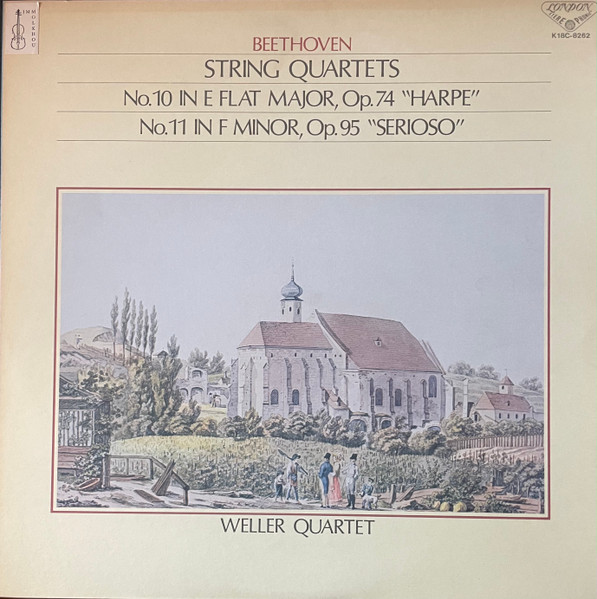 LONDON
K18C-6262
BEETHOVEN
STRING QUARTETS
No.10 IN E FLAT MAJOR, Op.74 "HARPE"
No.11 IN F MINOR, Op.95 "SERIOSO"
WELLER QUARTET